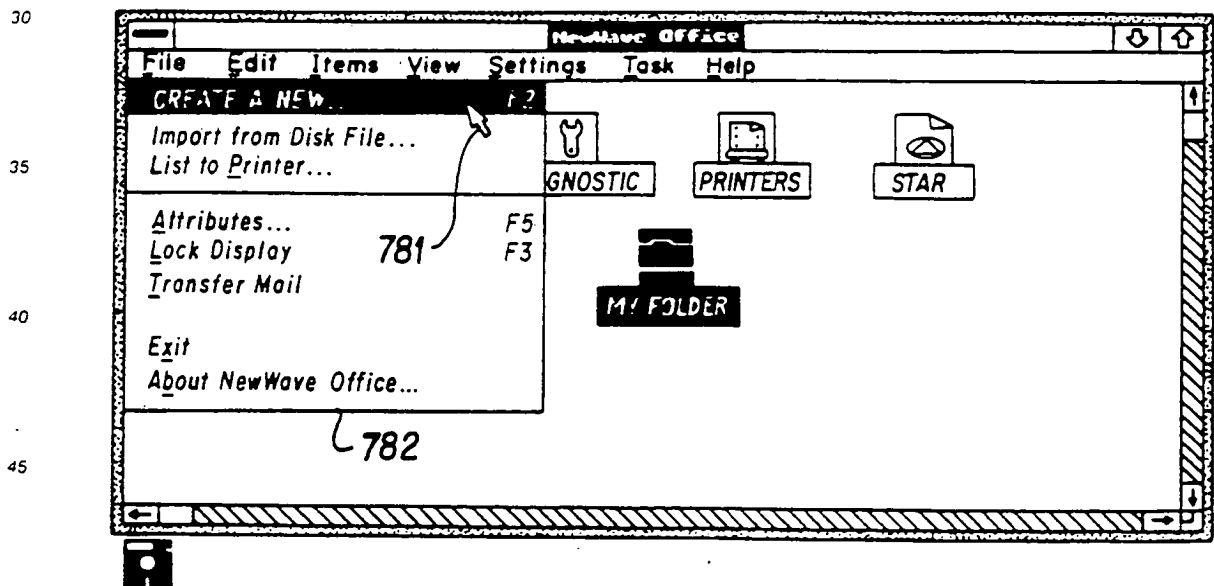 30
NewWave Office
File Edit Items View Settings Task Help
CREATE A NEW... F2
Import from Disk File...
List to Printer...
35
GNOSTIC PRINTERS STAR
Attributes... F5
781
Lock Display F3
Transfer Mail
40
MY FOLDER
Exit
About NewWave Office...
782
45